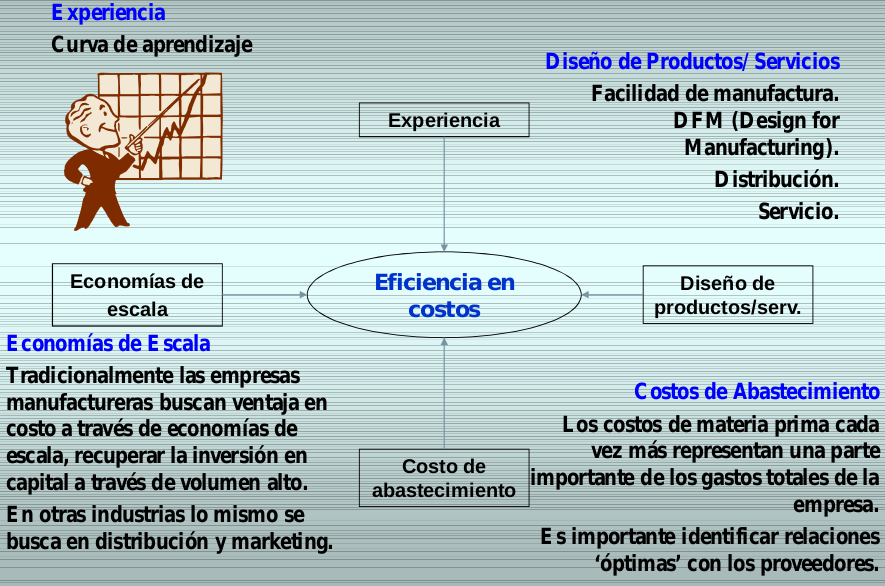 Experiencia
Curva de aprendizaje
Diseño de Productos/ Servicios
Facilidad de manufactura.
DFM (Design for
Manufacturing).
Distribución.
Servicio.
Experiencia
Economías de
escala
Eficiencia en
costos
Diseño de
productos/serv.
Economías de Escala
Tradicionalmente las empresas
manufactureras buscan ventaja en
costo a través de economías de
escala, recuperar la inversión en
capital a través de volumen alto.
En otras industrias lo mismo se
busca en distribución y marketing.
Costo de
abastecimiento
Costos de Abastecimiento
Los costos de materia prima cada
vez más representan una parte
importante de los gastos totales de la
empresa.
Es importante identificar relaciones
‘óptimas’ con los proveedores.